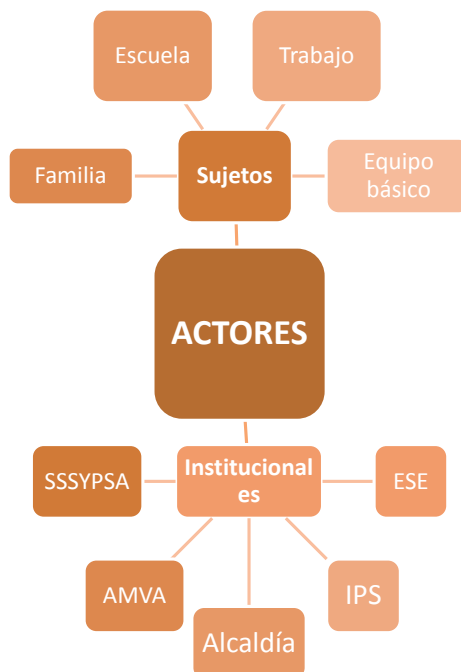 Escuela
Trabajo
Familia
Sujetos
Equipo
básico
ACTORES
SSSYPSA
Institucional
es
ESE
AMVA
Alcaldía
IPS